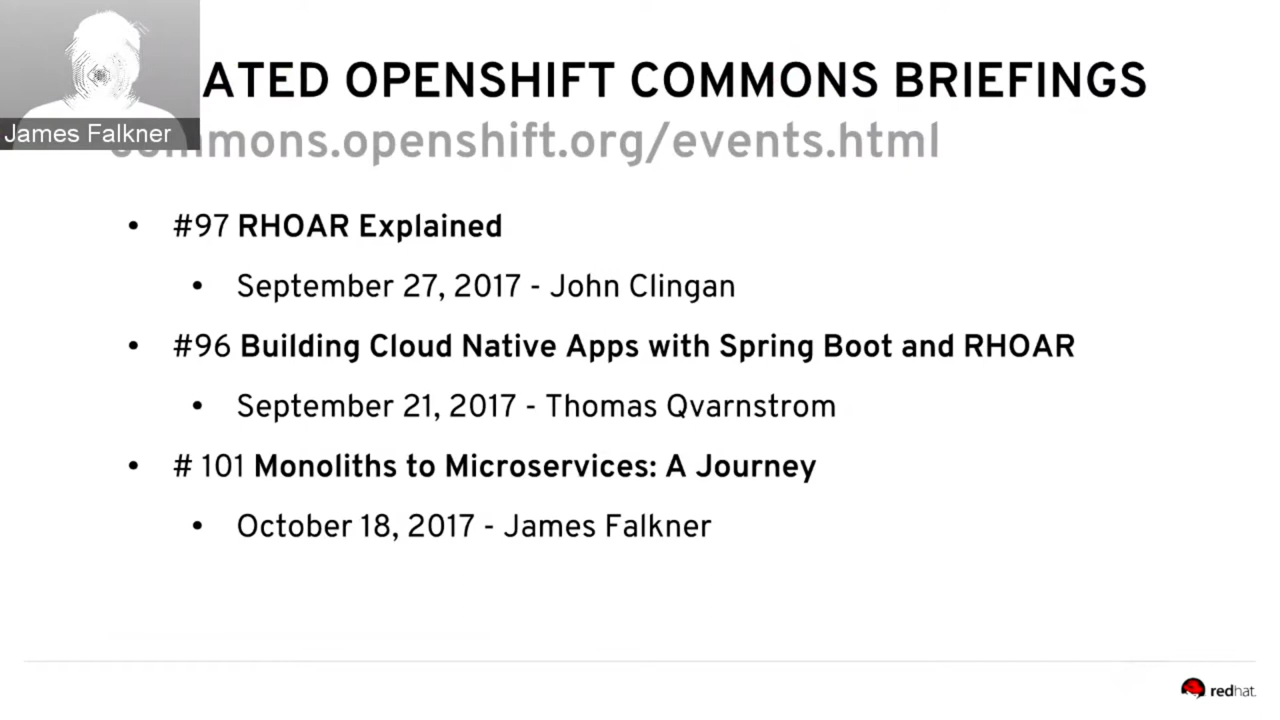 James Falkner
ATED OPENSHIFT COMMONS BRIEFINGS
commons.openshift.org/events.html
• #97 RHOAR Explained
• September 27, 2017 - John Clingan
• #96 Building Cloud Native Apps with Spring Boot and RHOAR
• September 21, 2017 - Thomas Qvarnstrom
• # 101 Monoliths to Microservices: A Journey
• October 18, 2017 - James Falkner
redhat.